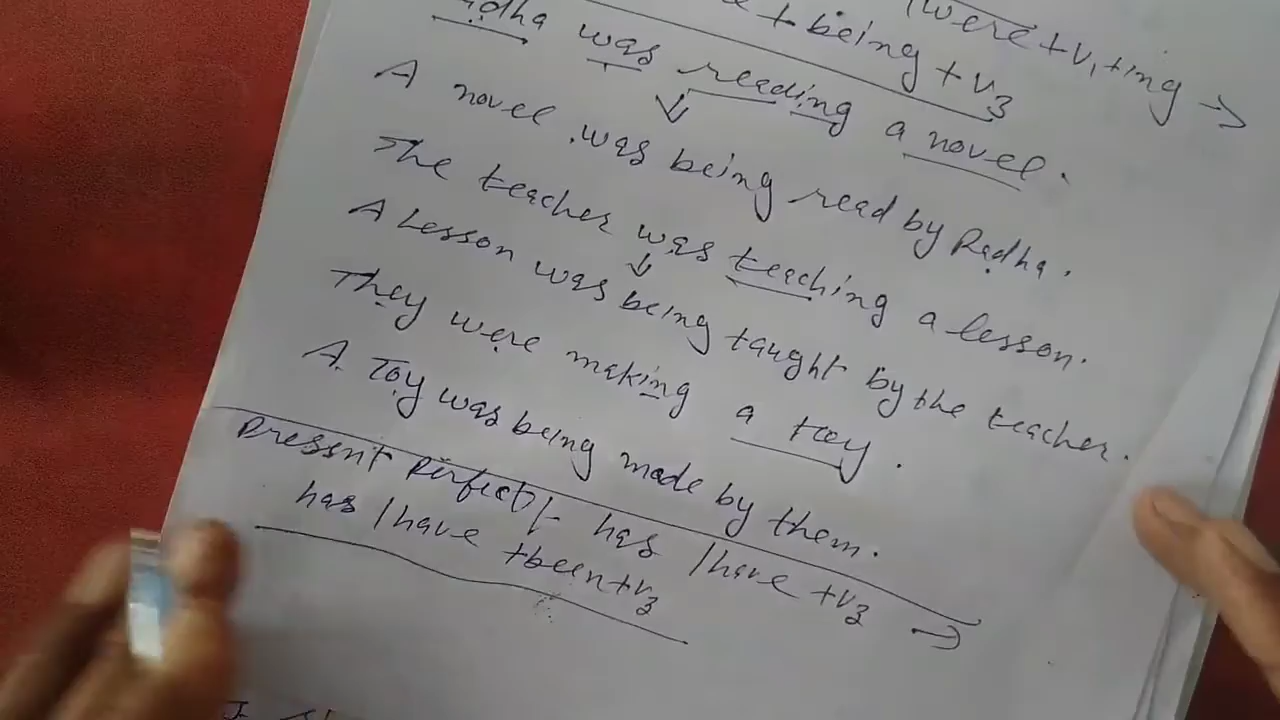 were + v1 + ing →
+ being + v3
Radha was reading a novel.
A novel was being read by Radha.
The teacher was teaching a lesson.
A Lesson was being taught by the teacher.
They were making a toy.
A Toy was being made by them.
Pressnt Perfect/- has / have + v3 →
has / have + been + v3